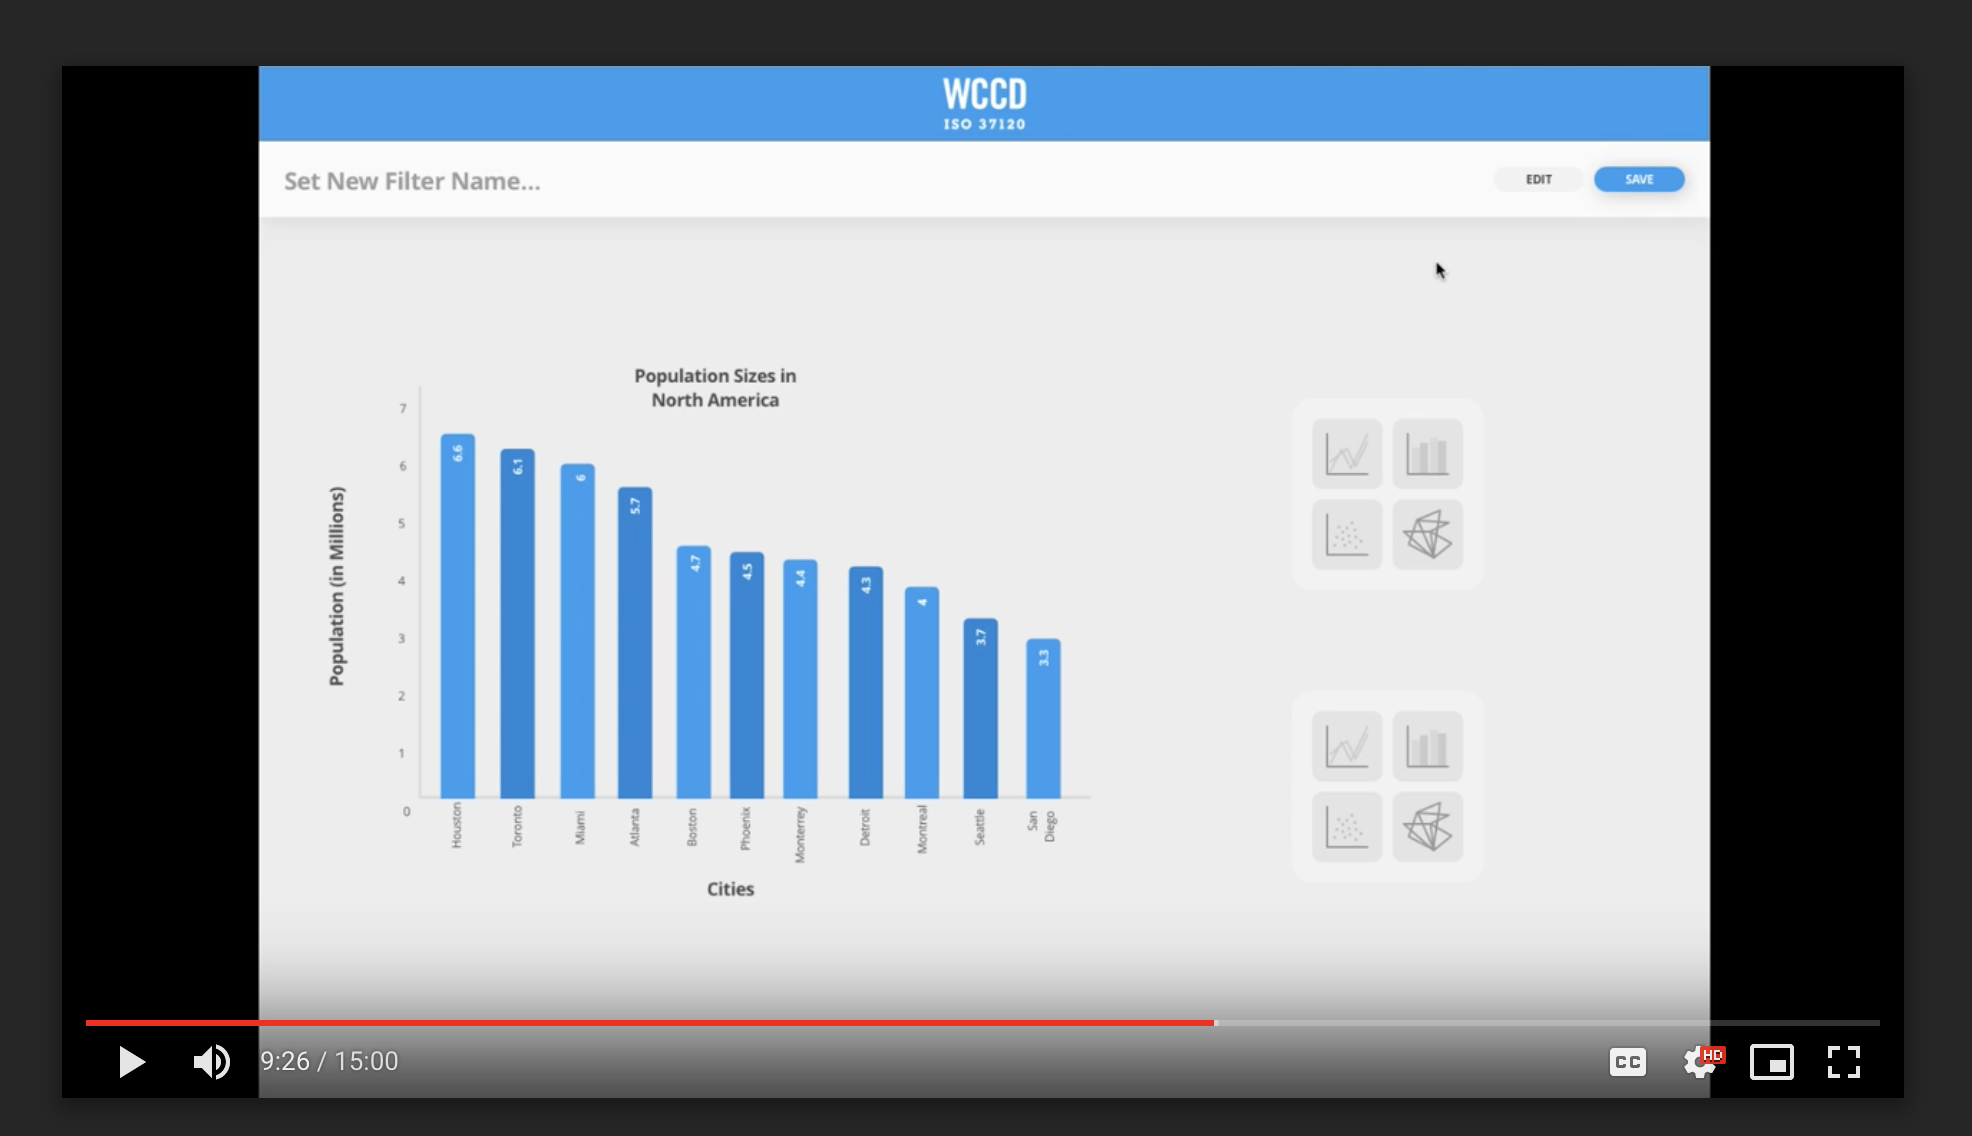 WCCD
ISO 37120
Set New Filter Name...
EDIT
SAVE
Population Sizes in
North America
Population (in Millions)
7
6
5
4
3
2
1
0
6.6
6.1
6
5.7
4.7
4.5
4.4
4.3
4
3.7
3.3
Houston
Toronto
Miami
Atlanta
Boston
Phoenix
Monterrey
Detroit
Montreal
Seattle
San
Diego
Cities
9:26 / 15:00
CC
HD